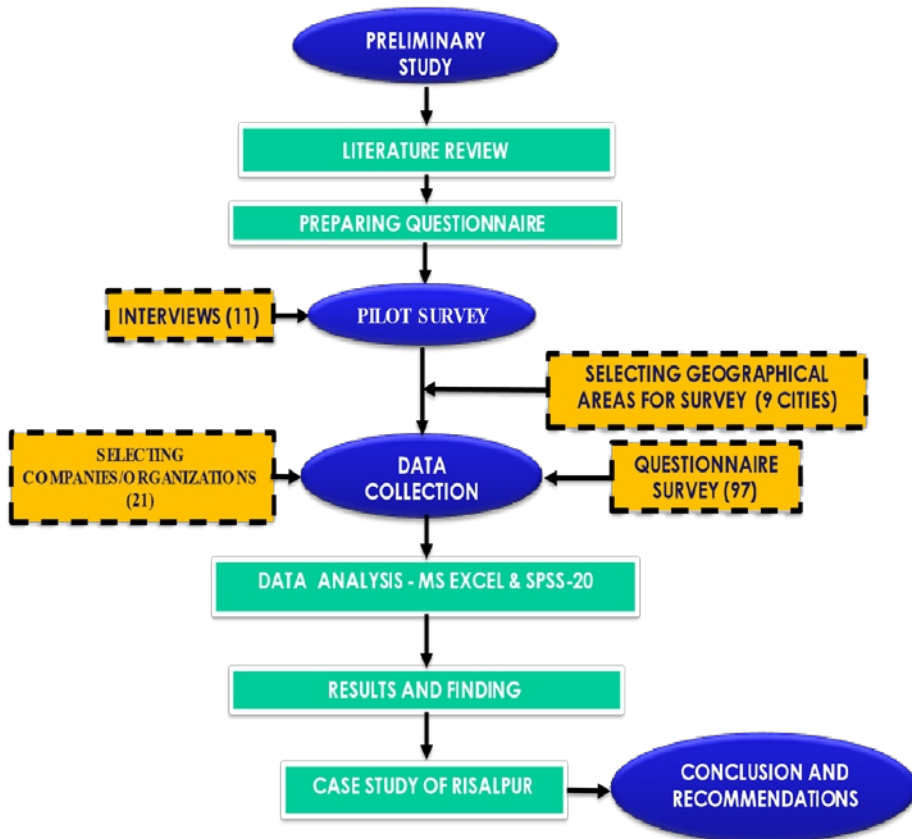 PRELIMINARY
STUDY
LITERATURE REVIEW
PREPARING QUESTIONNAIRE
INTERVIEWS (11)
PILOT SURVEY
SELECTING GEOGRAPHICAL
AREAS FOR SURVEY (9 CITIES)
SELECTING
COMPANIES/ORGANIZATIONS
(21)
DATA
COLLECTION
QUESTIONNAIRE
SURVEY (97)
DATA ANALYSIS - MS EXCEL & SPSS-20
RESULTS AND FINDING
CASE STUDY OF RISALPUR
CONCLUSION AND
RECOMMENDATIONS